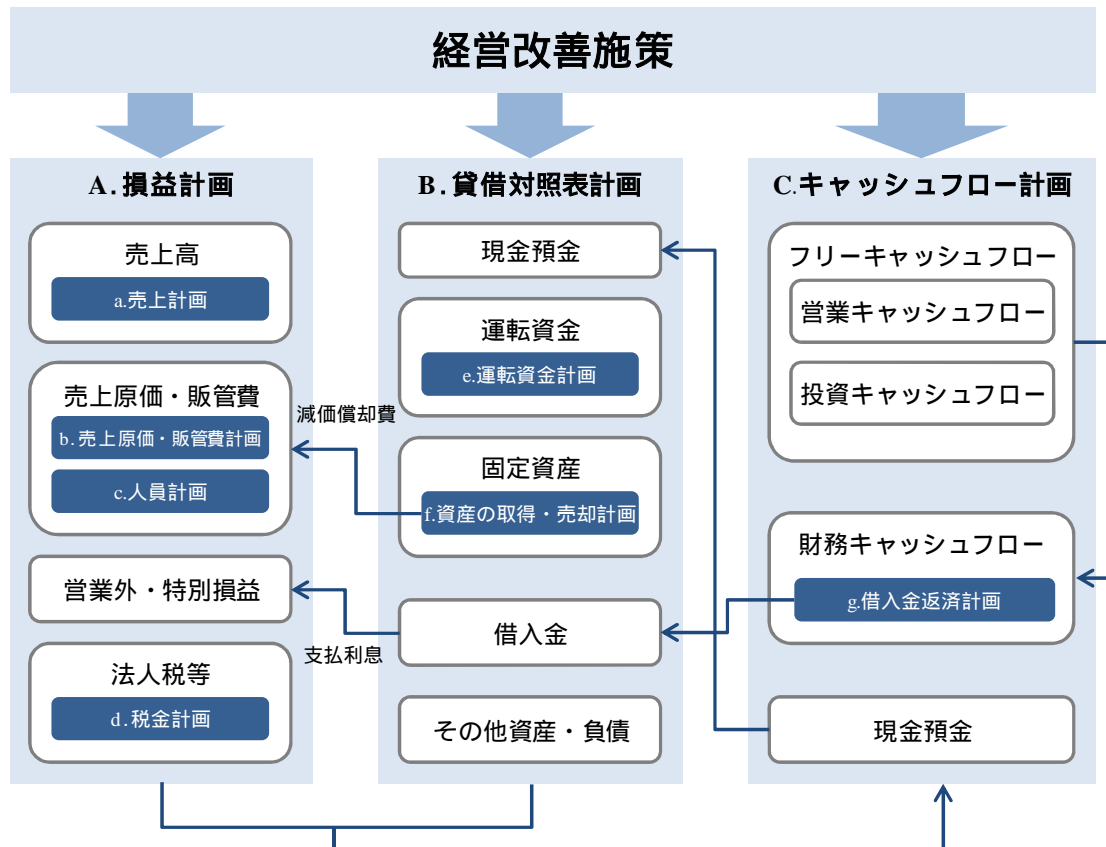 経営改善施策
A.損益計画
売上高
a.売上計画
売上原価・販管費
b.売上原価・販管費計画
c.人員計画
営業外・特別損益
法人税等
d.税金計画
減価償却費
支払利息
B.貸借対照表計画
現金預金
運転資金
e.運転資金計画
固定資産
f.資産の取得・売却計画
借入金
その他資産・負債
C.キャッシュフロー計画
フリーキャッシュフロー
営業キャッシュフロー
投資キャッシュフロー
財務キャッシュフロー
g.借入金返済計画
現金預金